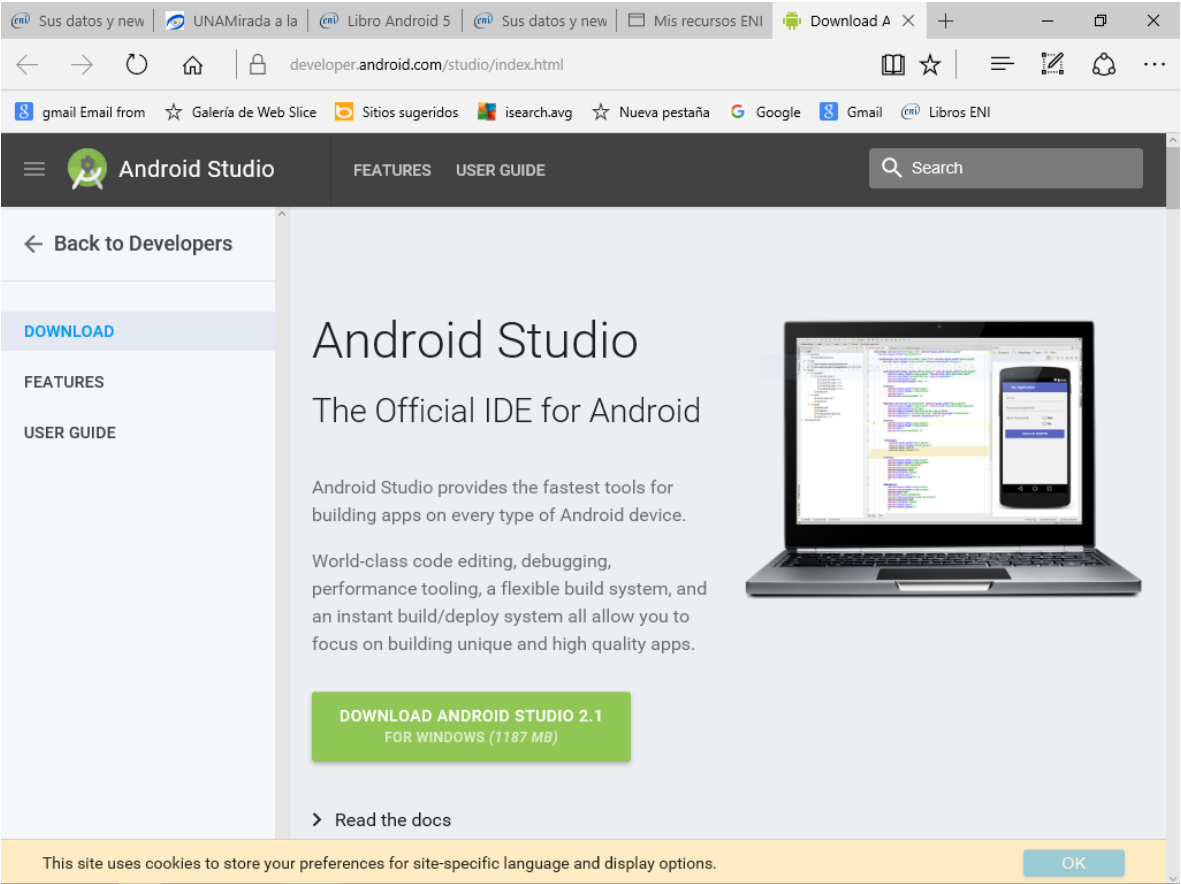 Sus datos y new
UNAMirada a la
Libro Android 5
Sus datos y new
Mis recursos ENI
Download A
developer.android.com/studio/index.html
gmail Email from
Galería de Web Slice
Sitios sugeridos
isearch.avg
Nueva pestaña
Google
Gmail
Libros ENI
Android Studio
FEATURES
USER GUIDE
Search
Back to Developers
DOWNLOAD
FEATURES
USER GUIDE
Android Studio
The Official IDE for Android
Android Studio provides the fastest tools for
building apps on every type of Android device.
World-class code editing, debugging,
performance tooling, a flexible build system, and
an instant build/deploy system all allow you to
focus on building unique and high quality apps.
DOWNLOAD ANDROID STUDIO 2.1
FOR WINDOWS (1187 MB)
Read the docs
This site uses cookies to store your preferences for site-specific language and display options.
OK